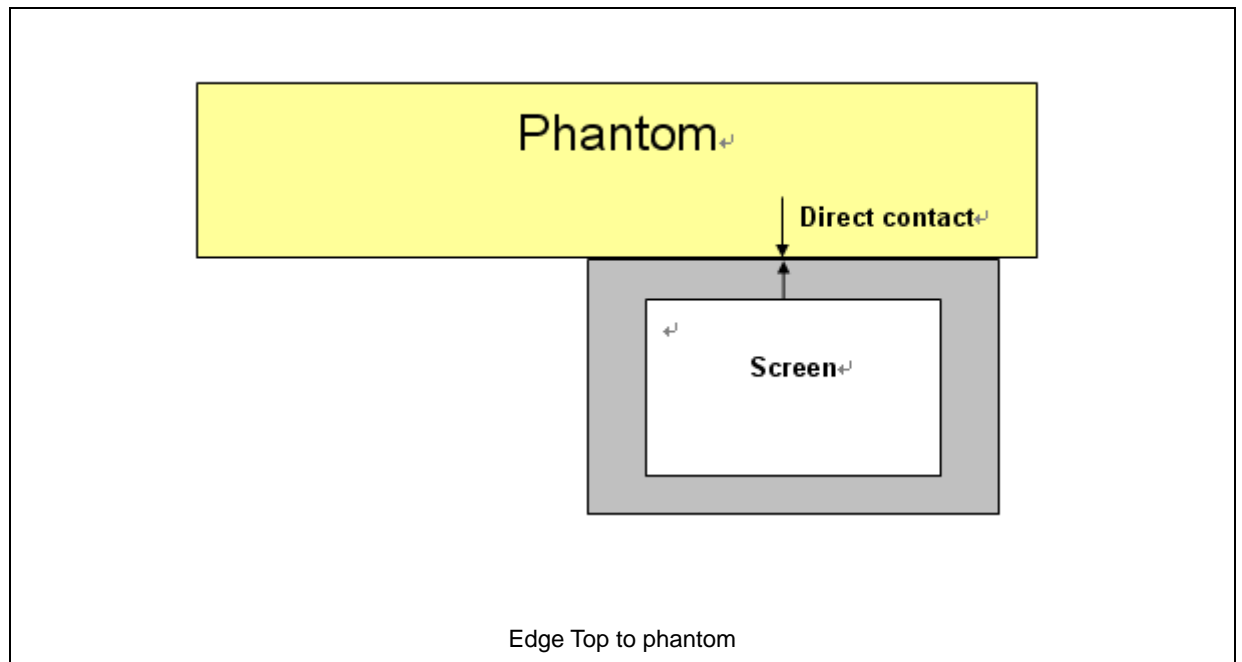 Phantom↵
Direct contact↵
↵
Screen↵
Edge Top to phantom